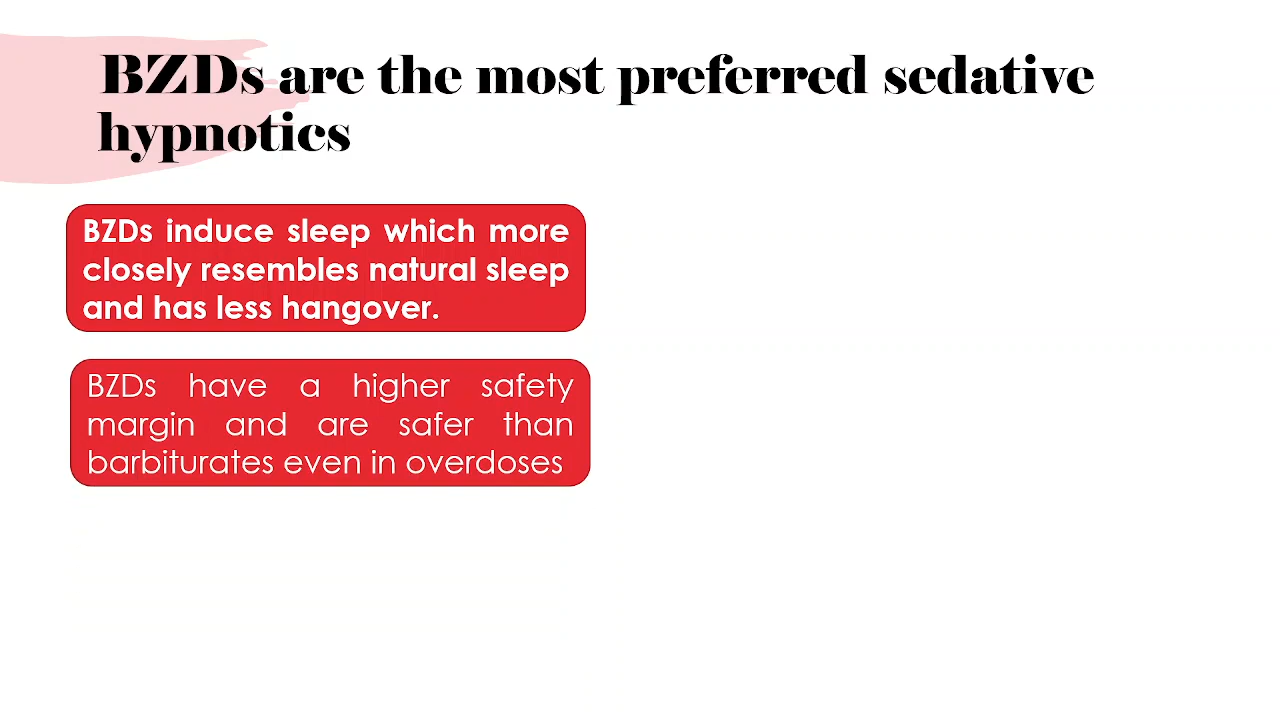 BZDs are the most preferred sedative
hypnotics
BZDs induce sleep which more
closely resembles natural sleep
and has less hangover.
BZDs have a higher safety
margin and are safer than
barbiturates even in overdoses